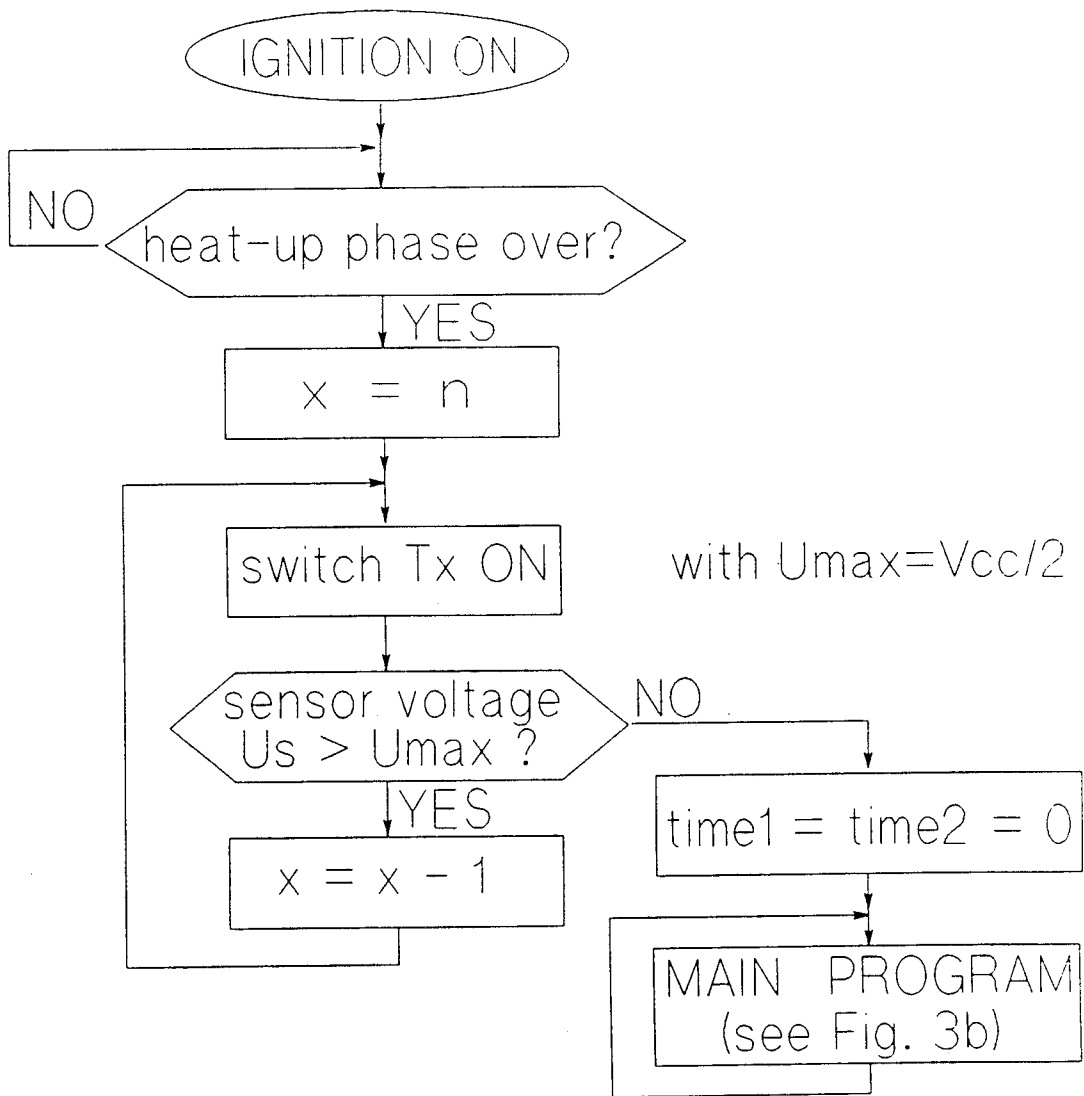 IGNITION ON
NO
heat-up phase over?
YES
x = n
switch Tx ON
with Umax=Vcc/2
sensor voltage
Us > Umax ?
NO
YES
time1 = time2 = 0
x = x - 1
MAIN PROGRAM
(see Fig. 3b)